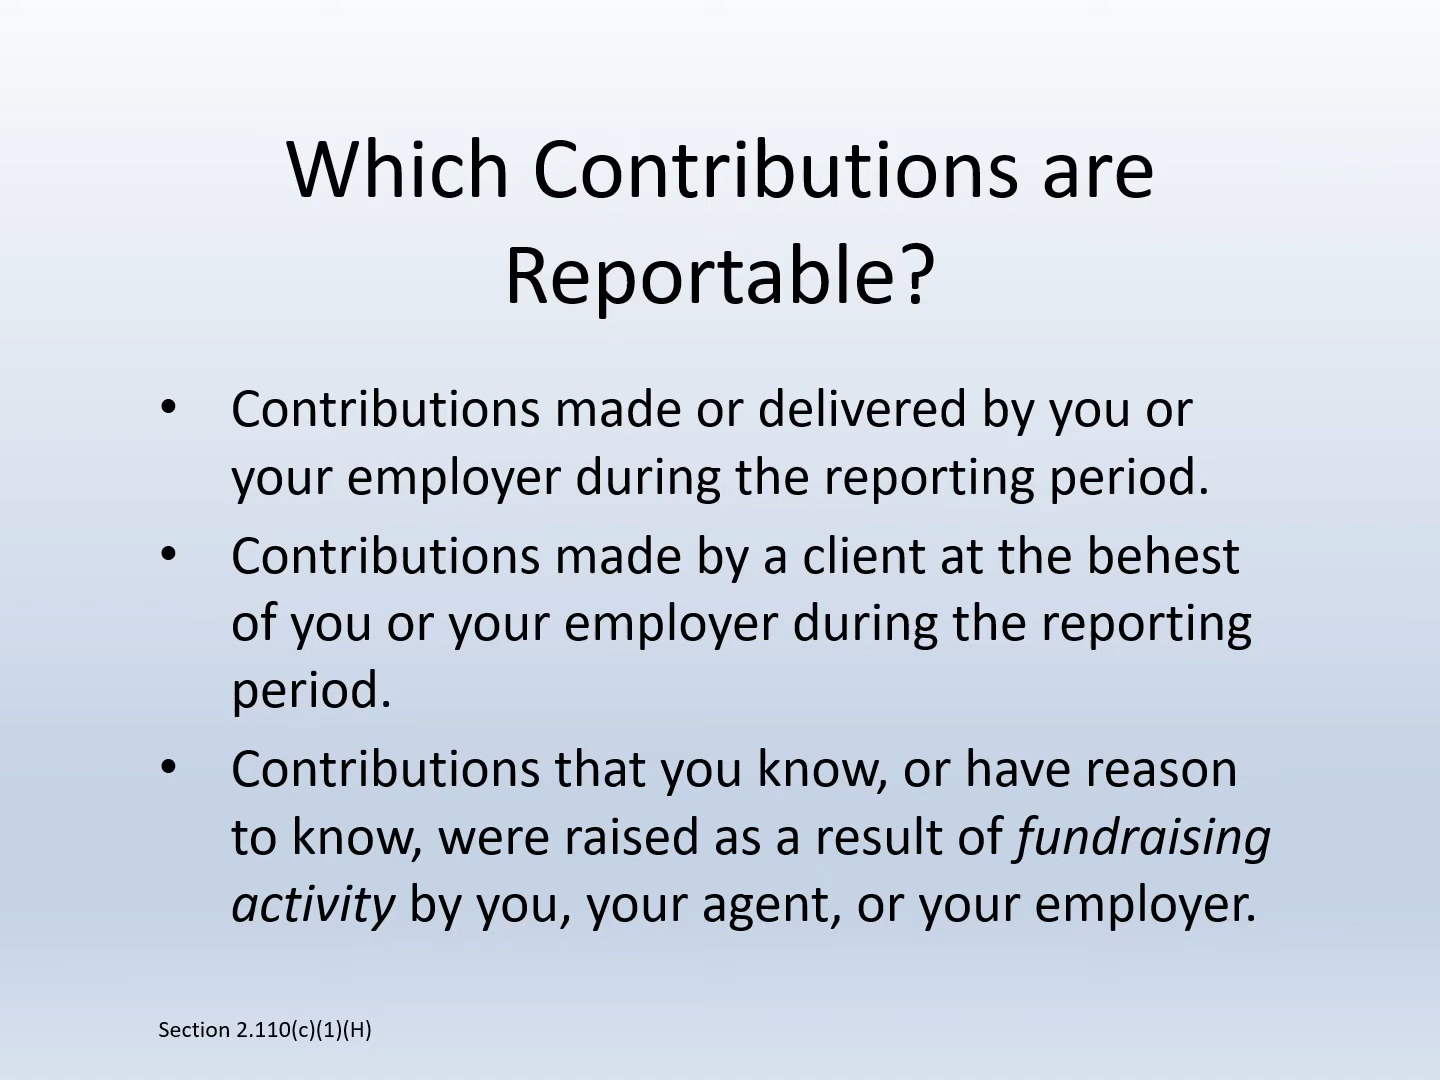 Which Contributions are
Reportable?
• Contributions made or delivered by you or
your employer during the reporting period.
• Contributions made by a client at the behest
of you or your employer during the reporting
period.
• Contributions that you know, or have reason
to know, were raised as a result of fundraising
activity by you, your agent, or your employer.
Section 2.110(c)(1)(H)